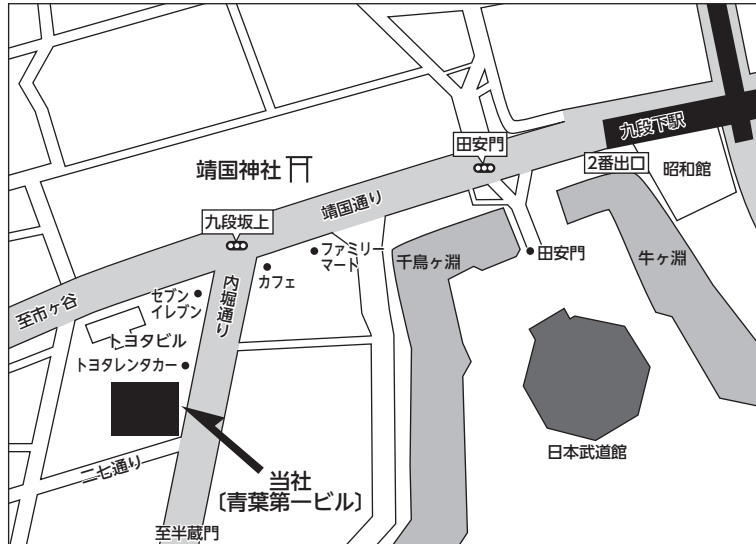 九段下駅
田安門
2番出口
昭和館
靖国神社
靖国通り
九段坂上
ファミリー
マート
千鳥ヶ淵
田安門
牛ヶ淵
カフェ
内堀通り
セブン
イレブン
至市ヶ谷
トヨタビル
トヨタレンタカー
日本武道館
二七通り
当社
〔青葉第一ビル〕
至半蔵門